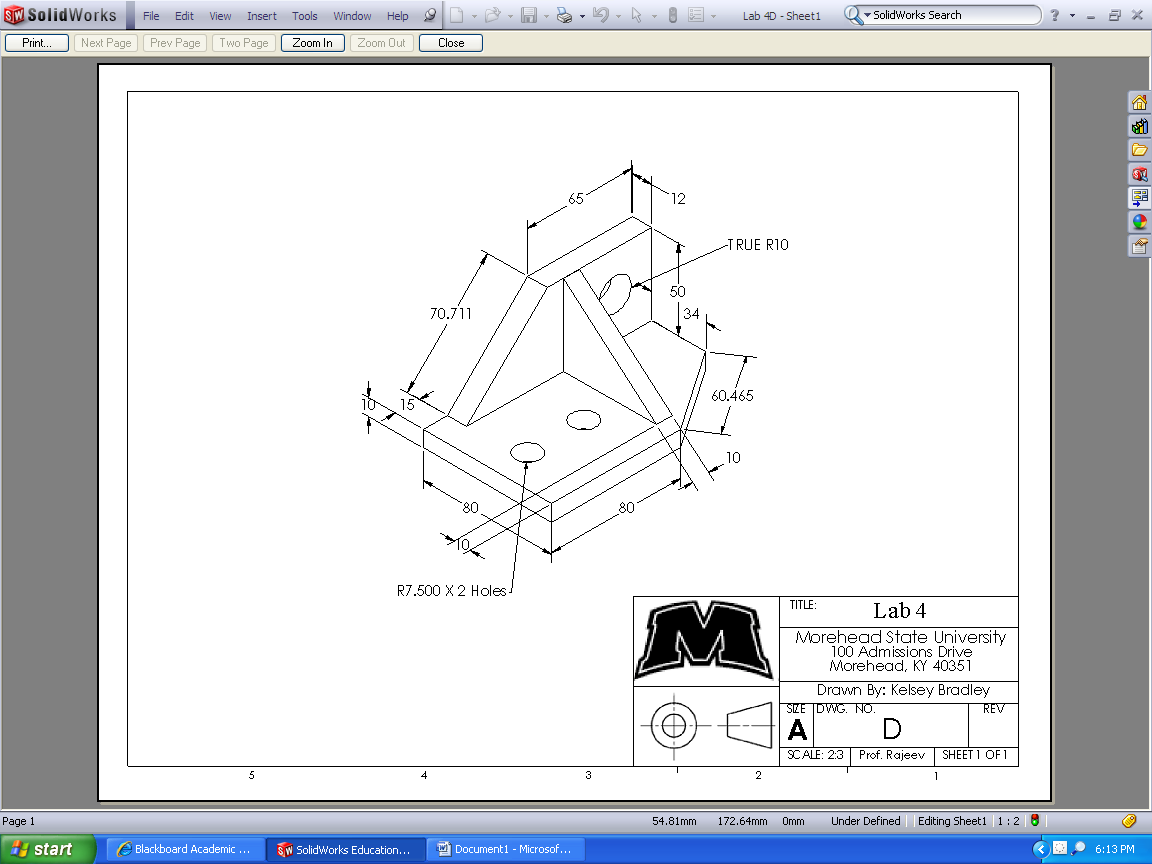 SolidWorks File Edit View Insert Tools Window Help Lab 4D - Sheet1 SolidWorks Search
Print... Next Page Prev Page Two Page Zoom In Zoom Out Close
65
12
TRUE R10
50
70.711
34
60.465
10
15
10
80
80
10
R7.500 X 2 Holes
M
TITLE:
Lab 4
Morehead State University
100 Admissions Drive
Morehead, KY 40351
Drawn By: Kelsey Bradley
SIZE DWG. NO. REV
A D
SCALE: 2:3 Prof. Rajeev SHEET 1 OF 1
5 4 3 2 1
Page 1 54.81mm 172.64mm 0mm Under Defined Editing Sheet1 1 : 2
start Blackboard Academic ... SolidWorks Education... Document1 - Microsof... 6:13 PM